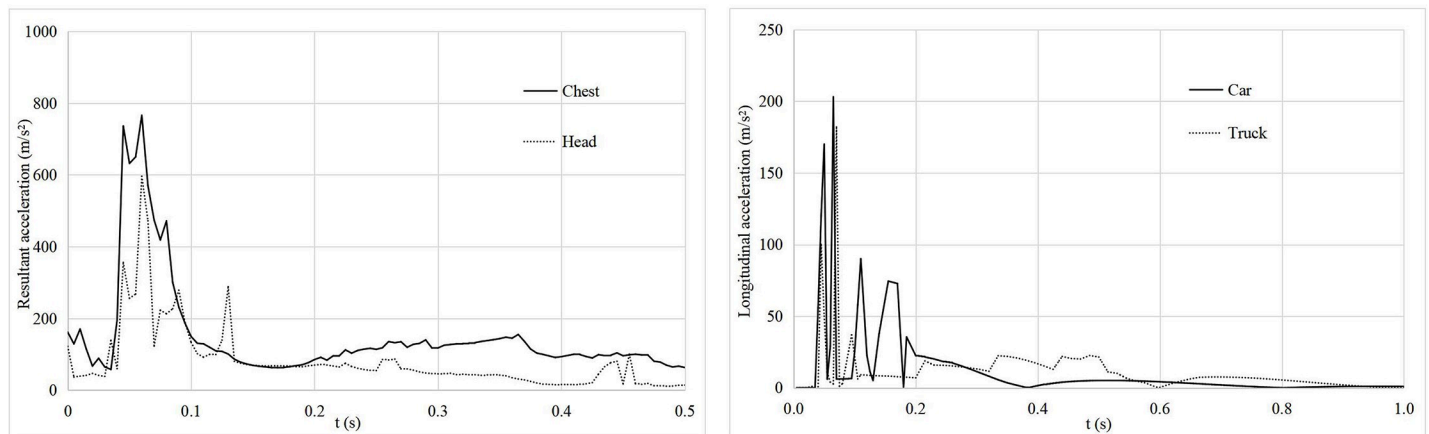 Resultant acceleration (m/s²)
1000
800
600
400
200
0
Chest
Head
0 0.1 0.2 0.3 0.4 0.5
t (s)
Longitudinal acceleration (m/s²)
250
200
150
100
50
0
Car
Truck
0.0 0.2 0.4 0.6 0.8 1.0
t (s)